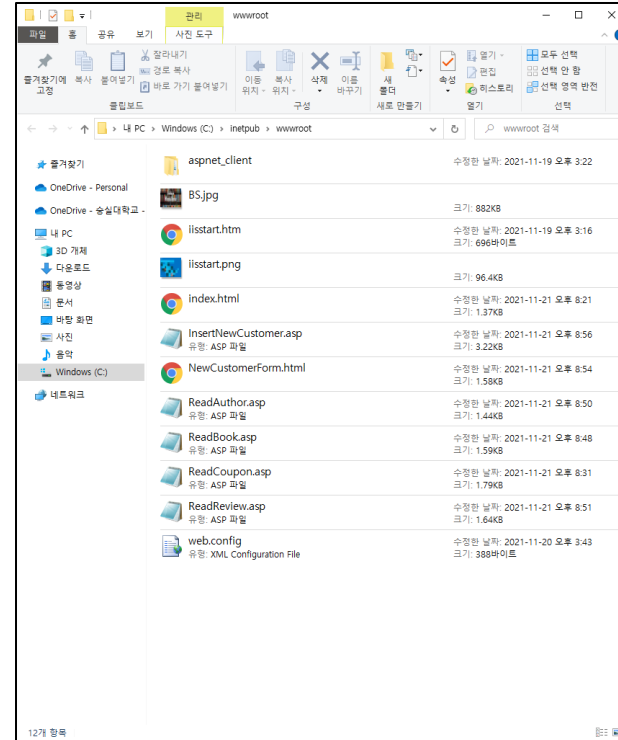 관리 wwwroot
파일 홈 공유 보기 사진 도구
즐겨찾기에 고정
복사
붙여넣기
잘라내기
경로 복사
바로 가기 붙여넣기
클립보드
이동 위치
복사 위치
삭제
이름 바꾸기
구성
새 폴더
새로 만들기
속성
열기
편집
히스토리
열기
모두 선택
선택 안 함
선택 영역 반전
선택
내 PC > Windows (C:) > inetpub > wwwroot
wwwroot 검색
즐겨찾기
OneDrive - Personal
OneDrive - 숭실대학교 -
내 PC
3D 개체
다운로드
동영상
문서
바탕 화면
사진
음악
Windows (C:)
네트워크
aspnet_client 수정한 날짜: 2021-11-19 오후 3:22
BS.jpg
크기: 882KB
iisstart.htm 수정한 날짜: 2021-11-19 오후 3:16
크기: 696바이트
iisstart.png
크기: 96.4KB
index.html 수정한 날짜: 2021-11-21 오후 8:21
크기: 1.37KB
InsertNewCustomer.asp 수정한 날짜: 2021-11-21 오후 8:56
유형: ASP 파일 크기: 3.22KB
NewCustomerForm.html 수정한 날짜: 2021-11-21 오후 8:54
크기: 1.58KB
ReadAuthor.asp 수정한 날짜: 2021-11-21 오후 8:50
유형: ASP 파일 크기: 1.44KB
ReadBook.asp 수정한 날짜: 2021-11-21 오후 8:48
유형: ASP 파일 크기: 1.59KB
ReadCoupon.asp 수정한 날짜: 2021-11-21 오후 8:31
유형: ASP 파일 크기: 1.79KB
ReadReview.asp 수정한 날짜: 2021-11-21 오후 8:51
유형: ASP 파일 크기: 1.64KB
web.config 수정한 날짜: 2021-11-20 오후 3:43
유형: XML Configuration File 크기: 388바이트
12개 항목